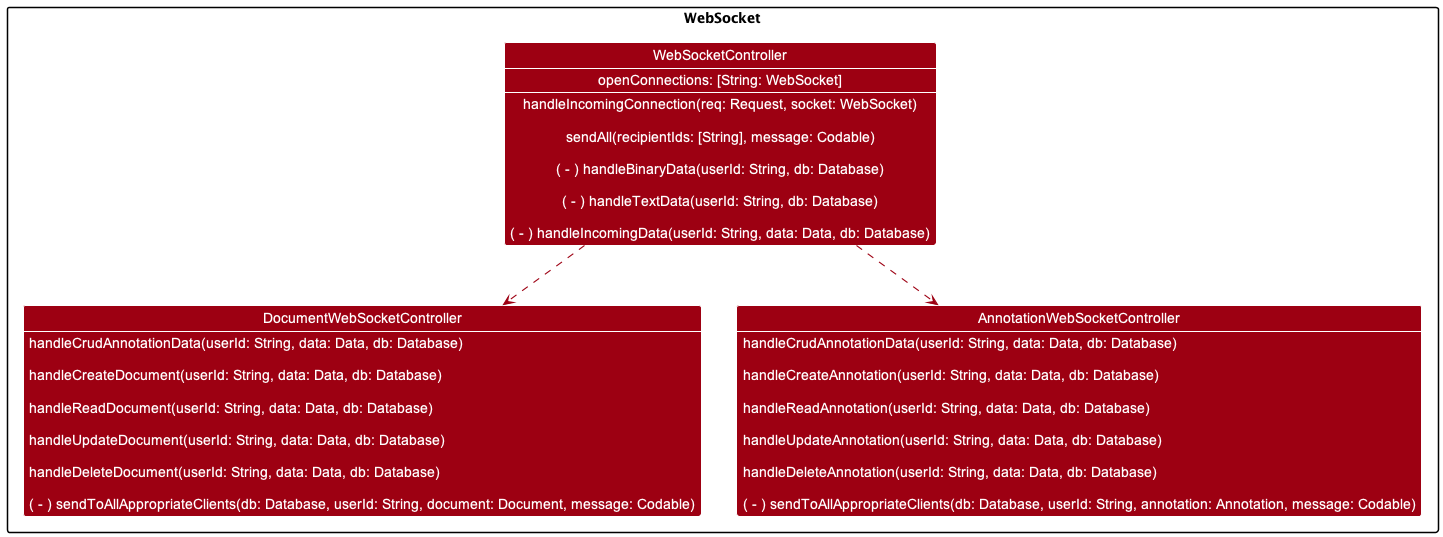 WebSocket
WebSocketController
openConnections: [String: WebSocket]
handleIncomingConnection(req: Request, socket: WebSocket)
sendAll(recipientIds: [String], message: Codable)
( - ) handleBinaryData(userId: String, db: Database)
( - ) handleTextData(userId: String, db: Database)
( - ) handleIncomingData(userId: String, data: Data, db: Database)
DocumentWebSocketController
handleCrudAnnotationData(userId: String, data: Data, db: Database)
handleCreateDocument(userId: String, data: Data, db: Database)
handleReadDocument(userId: String, data: Data, db: Database)
handleUpdateDocument(userId: String, data: Data, db: Database)
handleDeleteDocument(userId: String, data: Data, db: Database)
( - ) sendToAllAppropriateClients(db: Database, userId: String, document: Document, message: Codable)
AnnotationWebSocketController
handleCrudAnnotationData(userId: String, data: Data, db: Database)
handleCreateAnnotation(userId: String, data: Data, db: Database)
handleReadAnnotation(userId: String, data: Data, db: Database)
handleUpdateAnnotation(userId: String, data: Data, db: Database)
handleDeleteAnnotation(userId: String, data: Data, db: Database)
( - ) sendToAllAppropriateClients(db: Database, userId: String, annotation: Annotation, message: Codable)